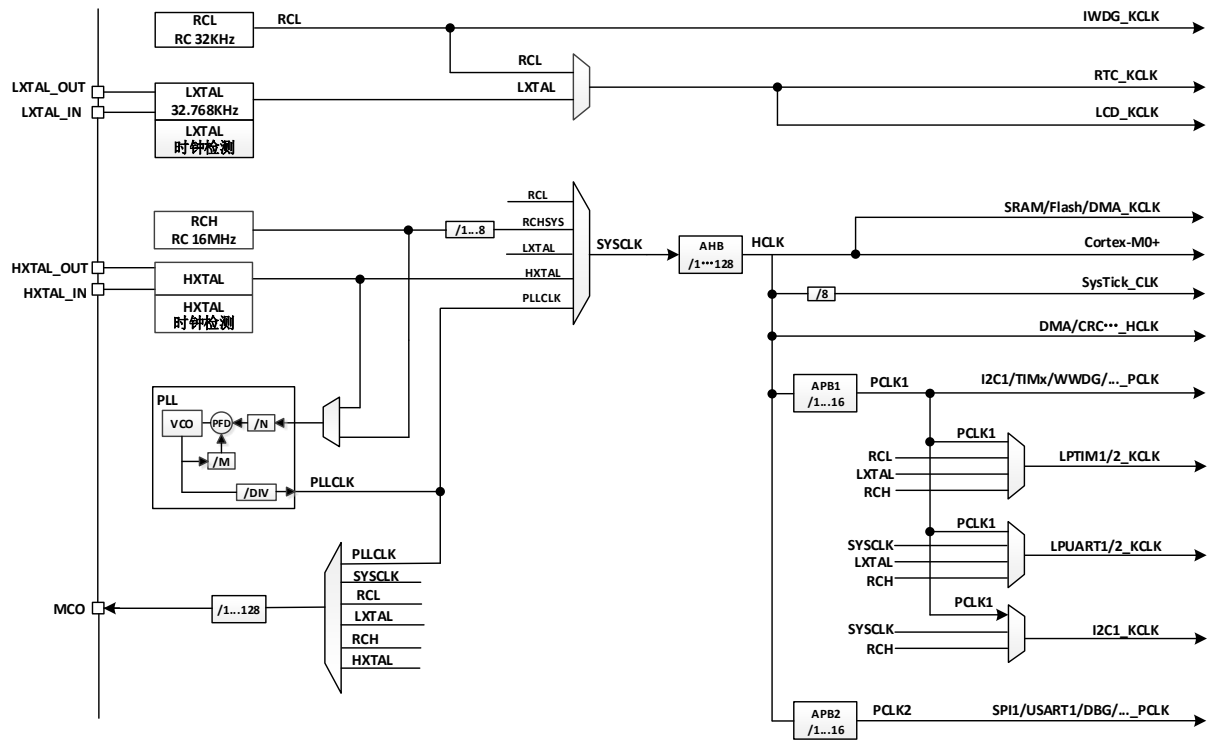 RCL
RC 32KHz
RCL
IWDG_KCLK
RCL
LXTAL
LXTAL_OUT
LXTAL_IN
LXTAL
32.768KHz
LXTAL
时钟检测
RTC_KCLK
LCD_KCLK
RCH
RC 16MHz
/1...8
RCL
RCHSYS
LXTAL
HXTAL
PLLCLK
SYSCLK
AHB
/1···128
HCLK
SRAM/Flash/DMA_KCLK
Cortex-M0+
HXTAL_OUT
HXTAL_IN
HXTAL
HXTAL
时钟检测
/8
SysTick_CLK
DMA/CRC···_HCLK
PLL
VCO
PFD
/N
/M
/DIV
PLLCLK
APB1
/1...16
PCLK1
I2C1/TIMx/WWDG/..._PCLK
PCLK1
RCL
LXTAL
RCH
LPTIM1/2_KCLK
PCLK1
SYSCLK
LXTAL
RCH
LPUART1/2_KCLK
PCLK1
SYSCLK
RCH
I2C1_KCLK
MCO
/1...128
PLLCLK
SYSCLK
RCL
LXTAL
RCH
HXTAL
APB2
/1...16
PCLK2
SPI1/USART1/DBG/..._PCLK